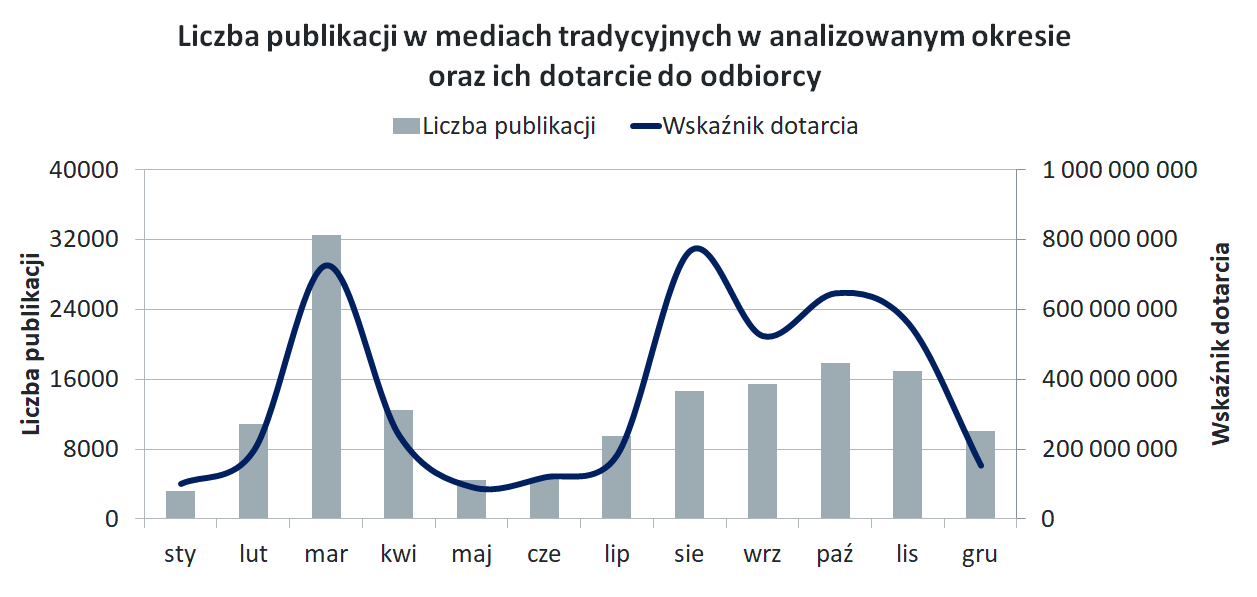 Liczba publikacji w mediach tradycyjnych w analizowanym okresie
oraz ich dotarcie do odbiorcy
Liczba publikacji
Wskaźnik dotarcia
40000
32000
24000
16000
8000
0
Liczba publikacji
1 000 000 000
800 000 000
600 000 000
400 000 000
200 000 000
0
Wskaźnik dotarcia
sty lut mar kwi maj cze lip sie wrz paź lis gru